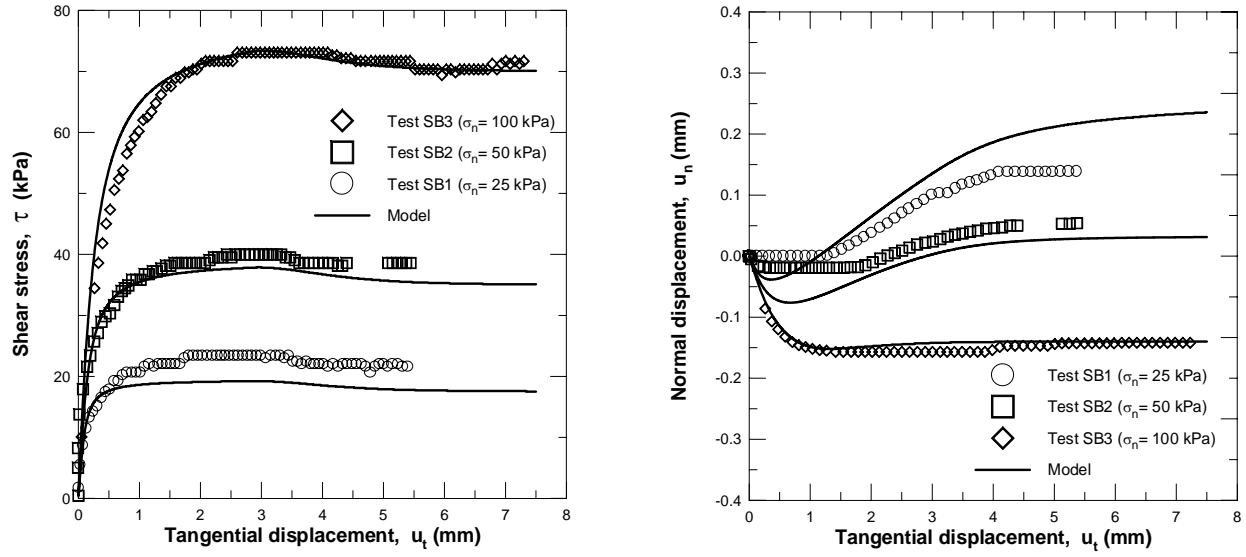 80
60
40
20
0
Shear stress, τ (kPa)
Test SB3 (σn= 100 kPa)
Test SB2 (σn= 50 kPa)
Test SB1 (σn= 25 kPa)
Model
0 1 2 3 4 5 6 7 8
Tangential displacement, ut (mm)
0.4
0.3
0.2
0.1
0.0
-0.1
-0.2
-0.3
-0.4
Normal displacement, un (mm)
Test SB1 (σn= 25 kPa)
Test SB2 (σn= 50 kPa)
Test SB3 (σn= 100 kPa)
Model
0 1 2 3 4 5 6 7 8
Tangential displacement, ut (mm)